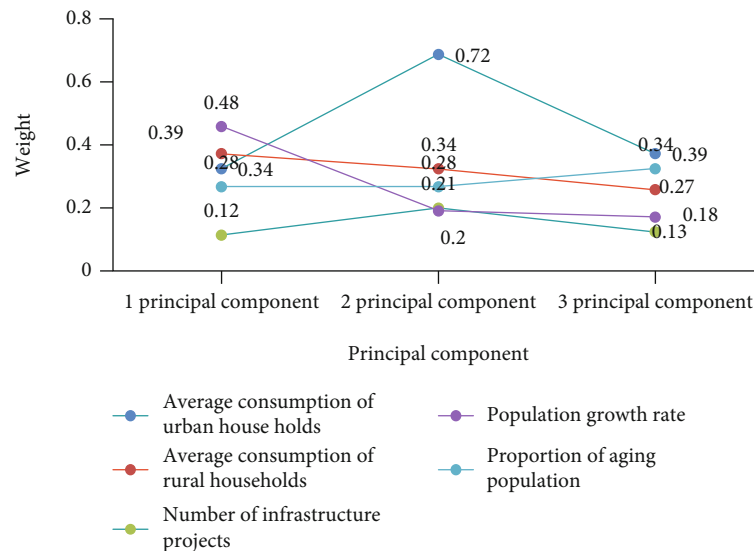 0.8
0.72
0.6
0.48
Weight
0.39
0.4
0.34
0.34
0.28
0.28
0.39
0.34
0.27
0.21
0.2
0.12
0.18
0.13
0.2
0
1 principal component
2 principal component
3 principal component
Principal component
Average consumption of
urban house holds
Population growth rate
Average consumption of
rural households
Proportion of aging
population
Number of infrastructure
projects